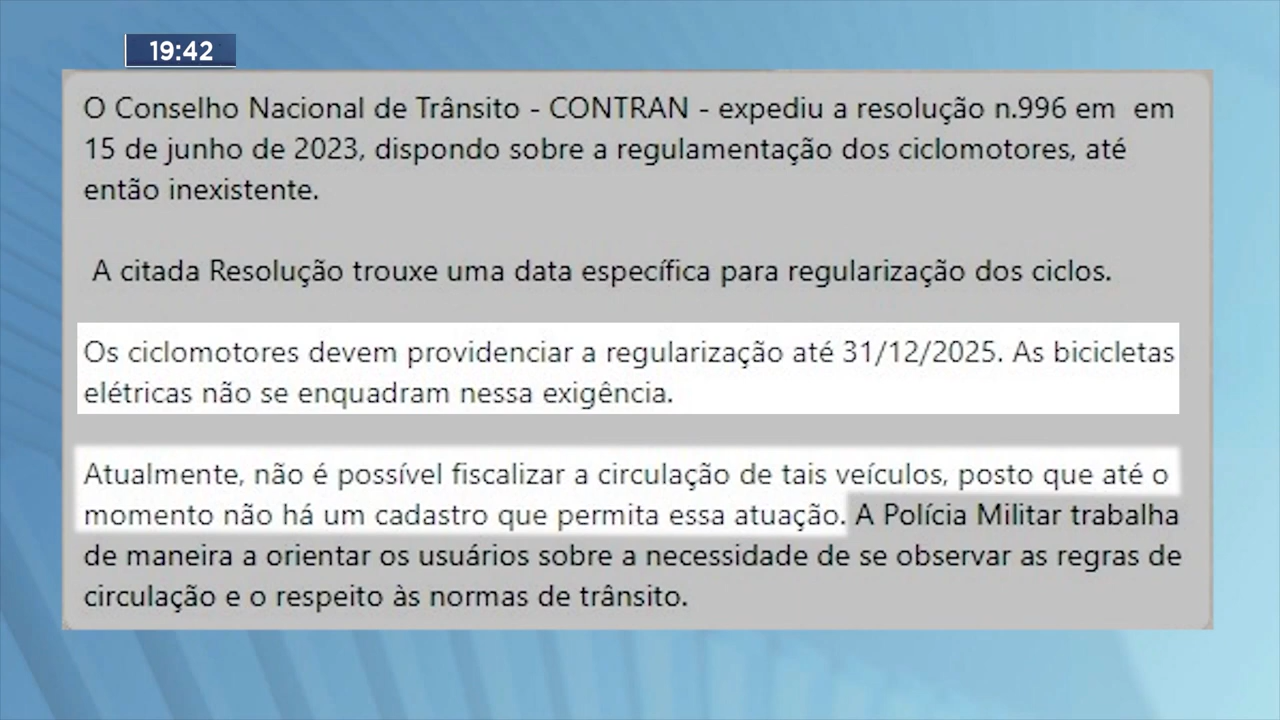 19:42
O Conselho Nacional de Trânsito - CONTRAN - expediu a resolução n.996 em em
15 de junho de 2023, dispondo sobre a regulamentação dos ciclomotores, até
então inexistente.
A citada Resolução trouxe uma data específica para regularização dos ciclos.
Os ciclomotores devem providenciar a regularização até 31/12/2025. As bicicletas
elétricas não se enquadram nessa exigência.
Atualmente, não é possível fiscalizar a circulação de tais veículos, posto que até o
momento não há um cadastro que permita essa atuação. A Polícia Militar trabalha
de maneira a orientar os usuários sobre a necessidade de se observar as regras de
circulação e o respeito às normas de trânsito.